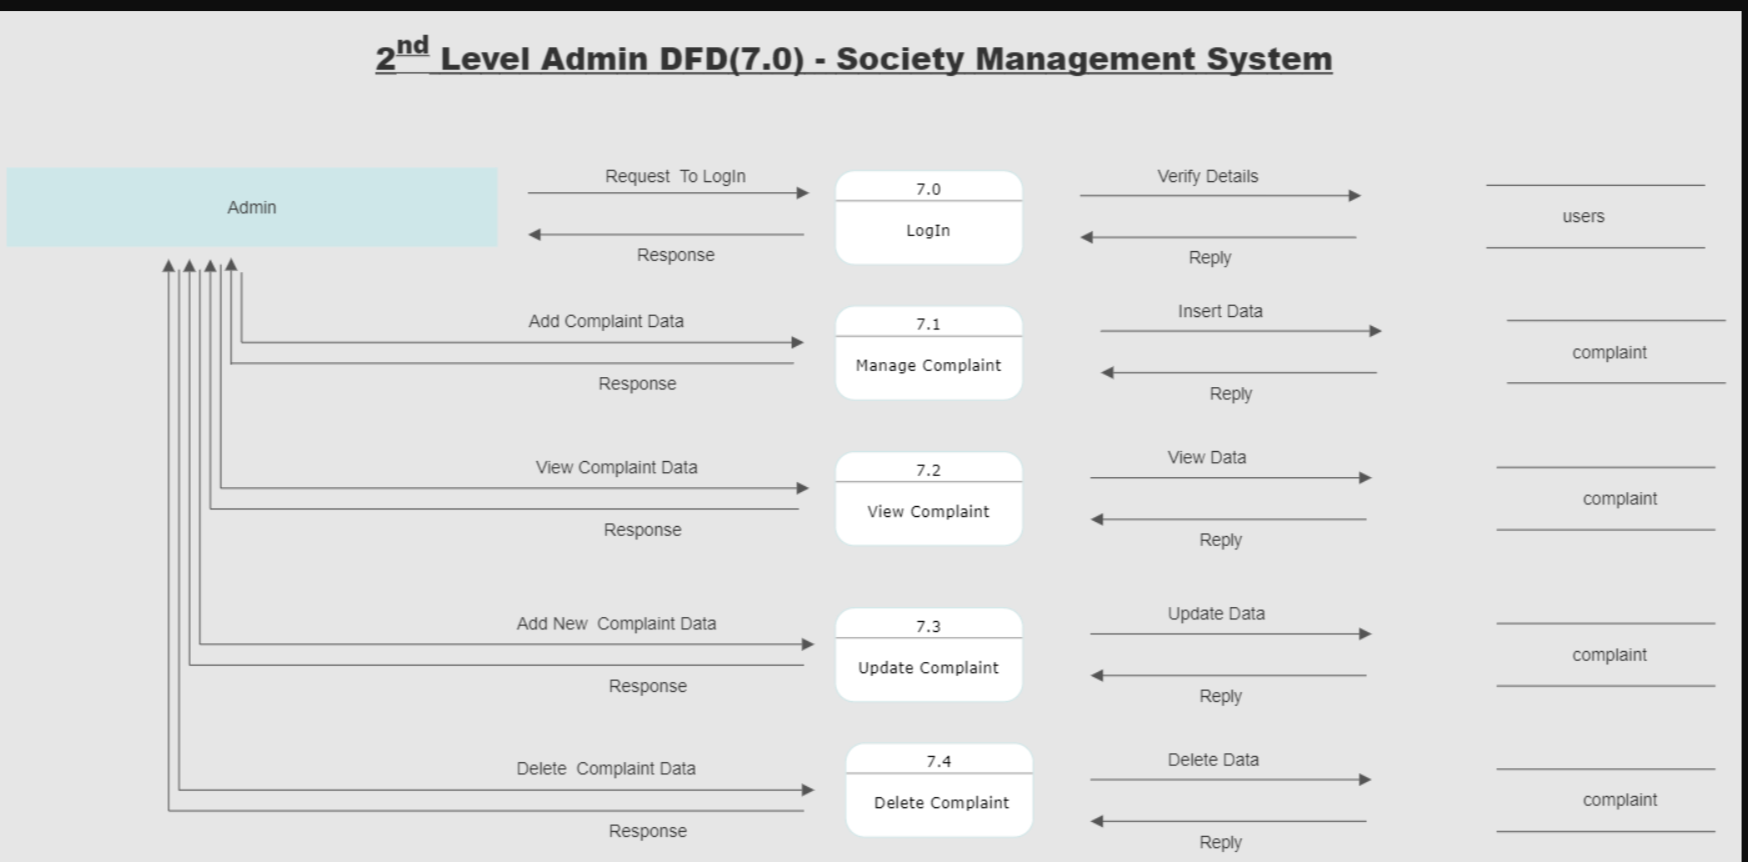 2nd Level Admin DFD(7.0) - Society Management System
Admin
Request To LogIn
Response
7.0
LogIn
Verify Details
Reply
users
Add Complaint Data
Response
7.1
Manage Complaint
Insert Data
Reply
complaint
View Complaint Data
Response
7.2
View Complaint
View Data
Reply
complaint
Add New Complaint Data
Response
7.3
Update Complaint
Update Data
Reply
complaint
Delete Complaint Data
Response
7.4
Delete Complaint
Delete Data
Reply
complaint